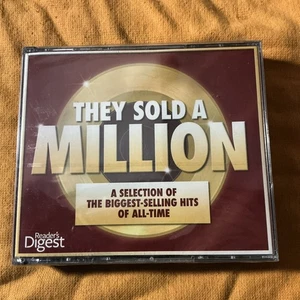 THEY SOLD A
MILLION
A SELECTION OF
THE BIGGEST-SELLING HITS
OF ALL-TIME
Reader's
Digest